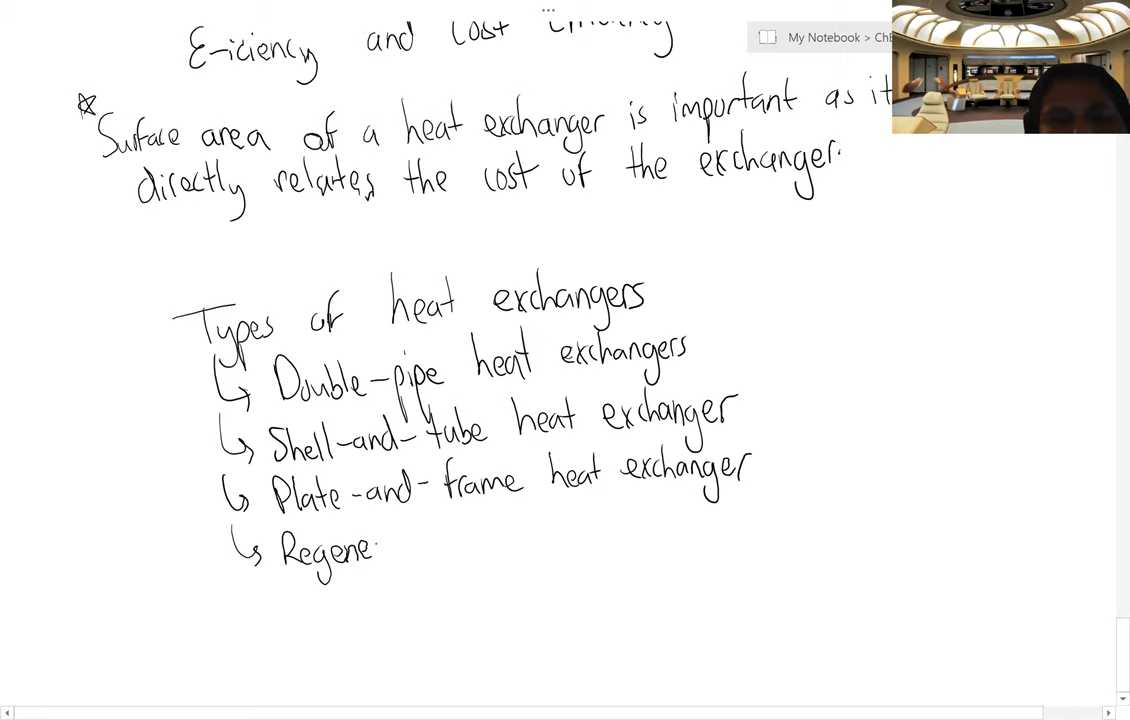 and cost
☆ Surface area of a heat exchanger is important as it
directly relates the cost of the exchanger.
Types of heat exchangers
↳ Double-pipe heat exchangers
↳ Shell-and-tube heat exchanger
↳ Plate-and-frame heat exchanger
↳ Regene
My Notebook > ChE